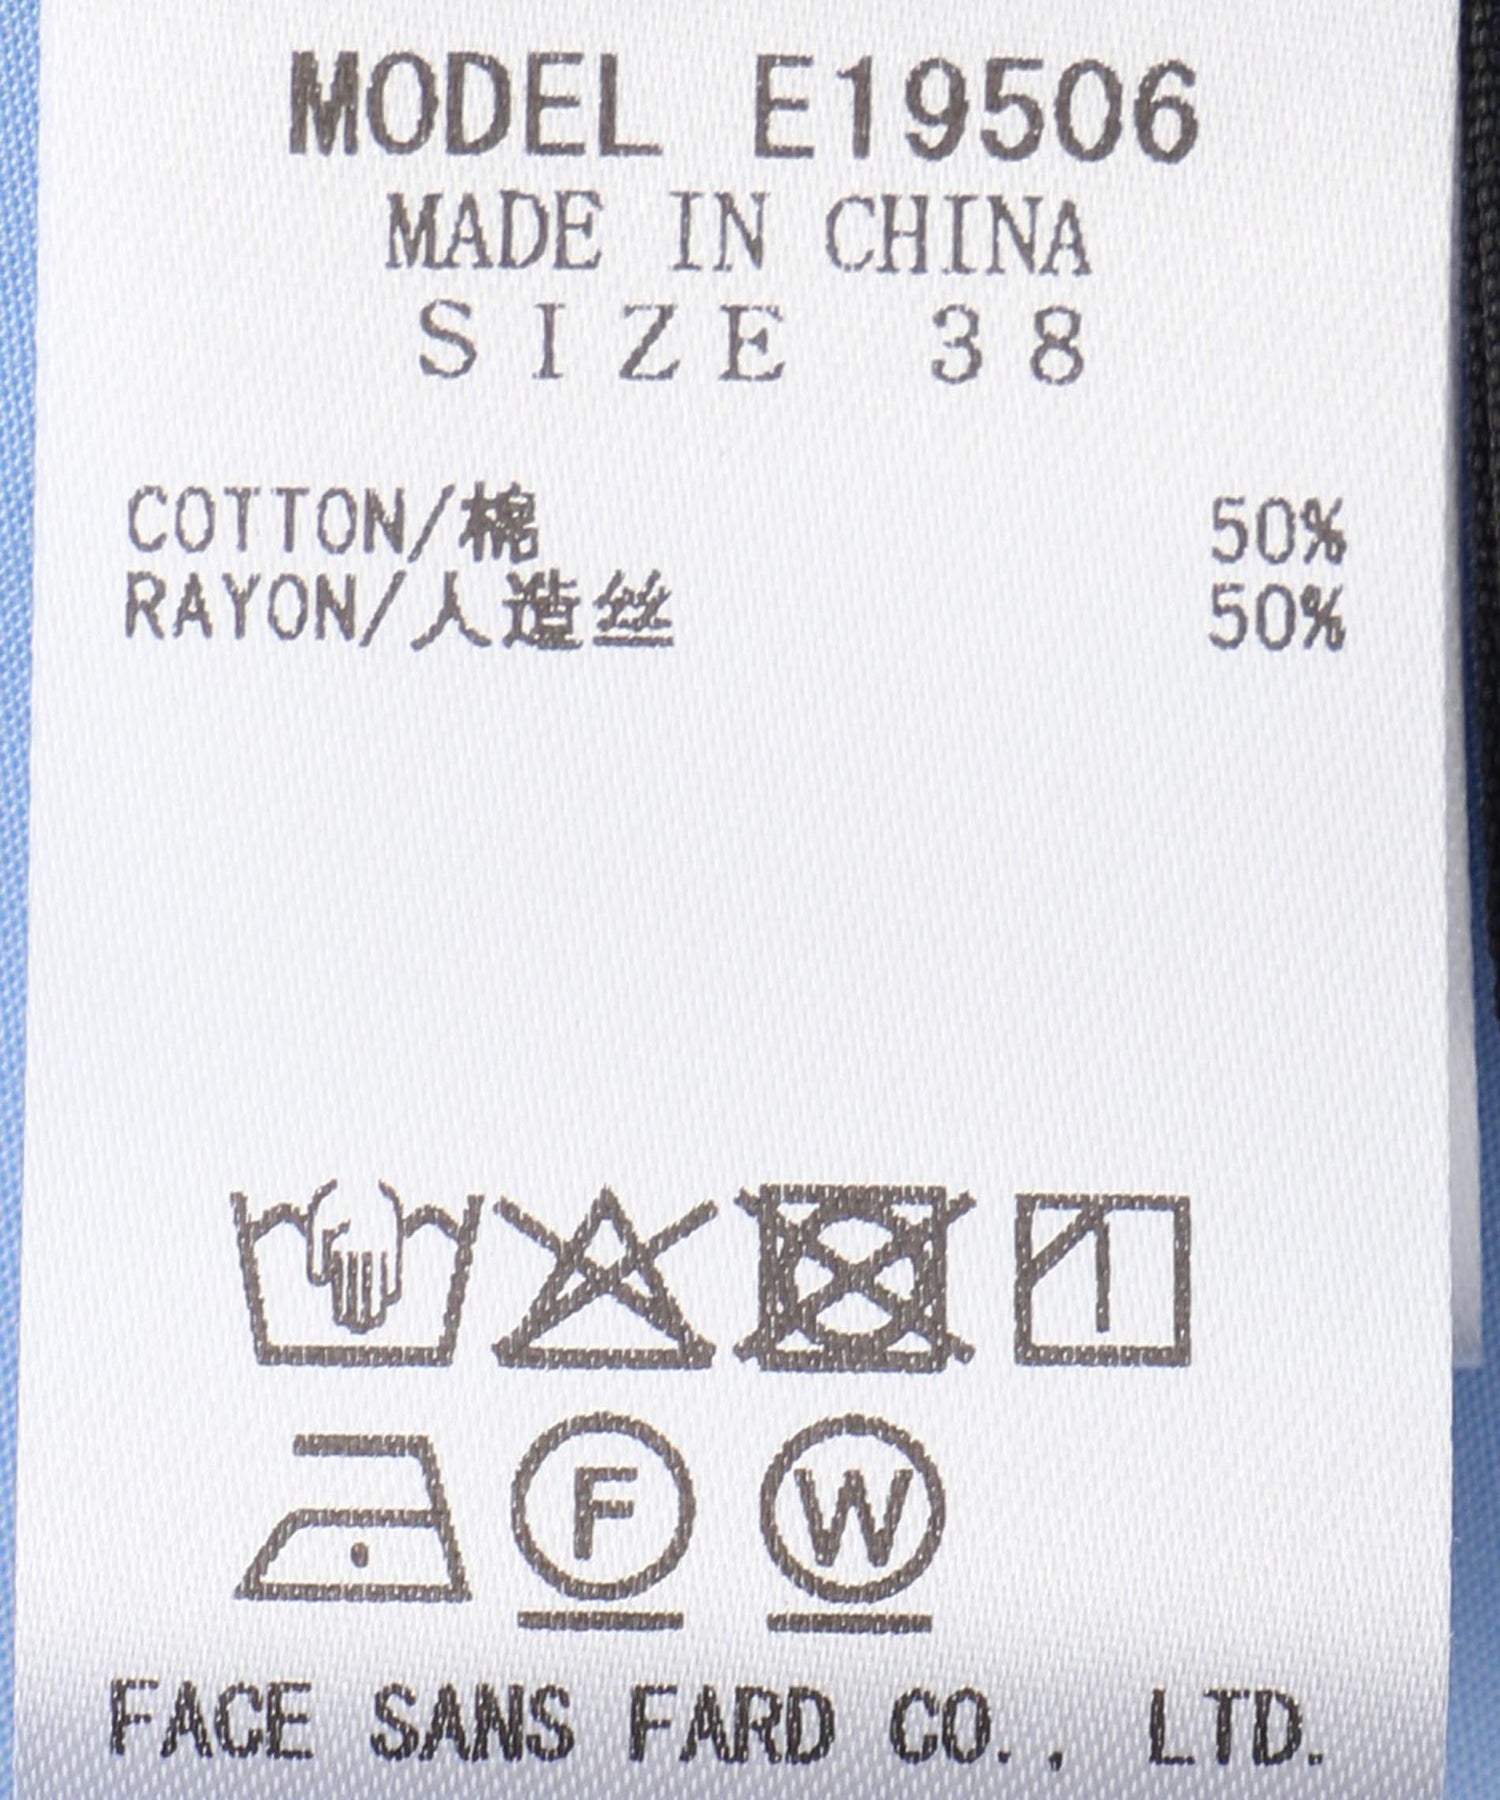 MODEL E19506
MADE IN CHINA
SIZE 38
COTTON/棉 50%
RAYON/人造丝 50%
F W
FACE SANS FARD CO., LTD.